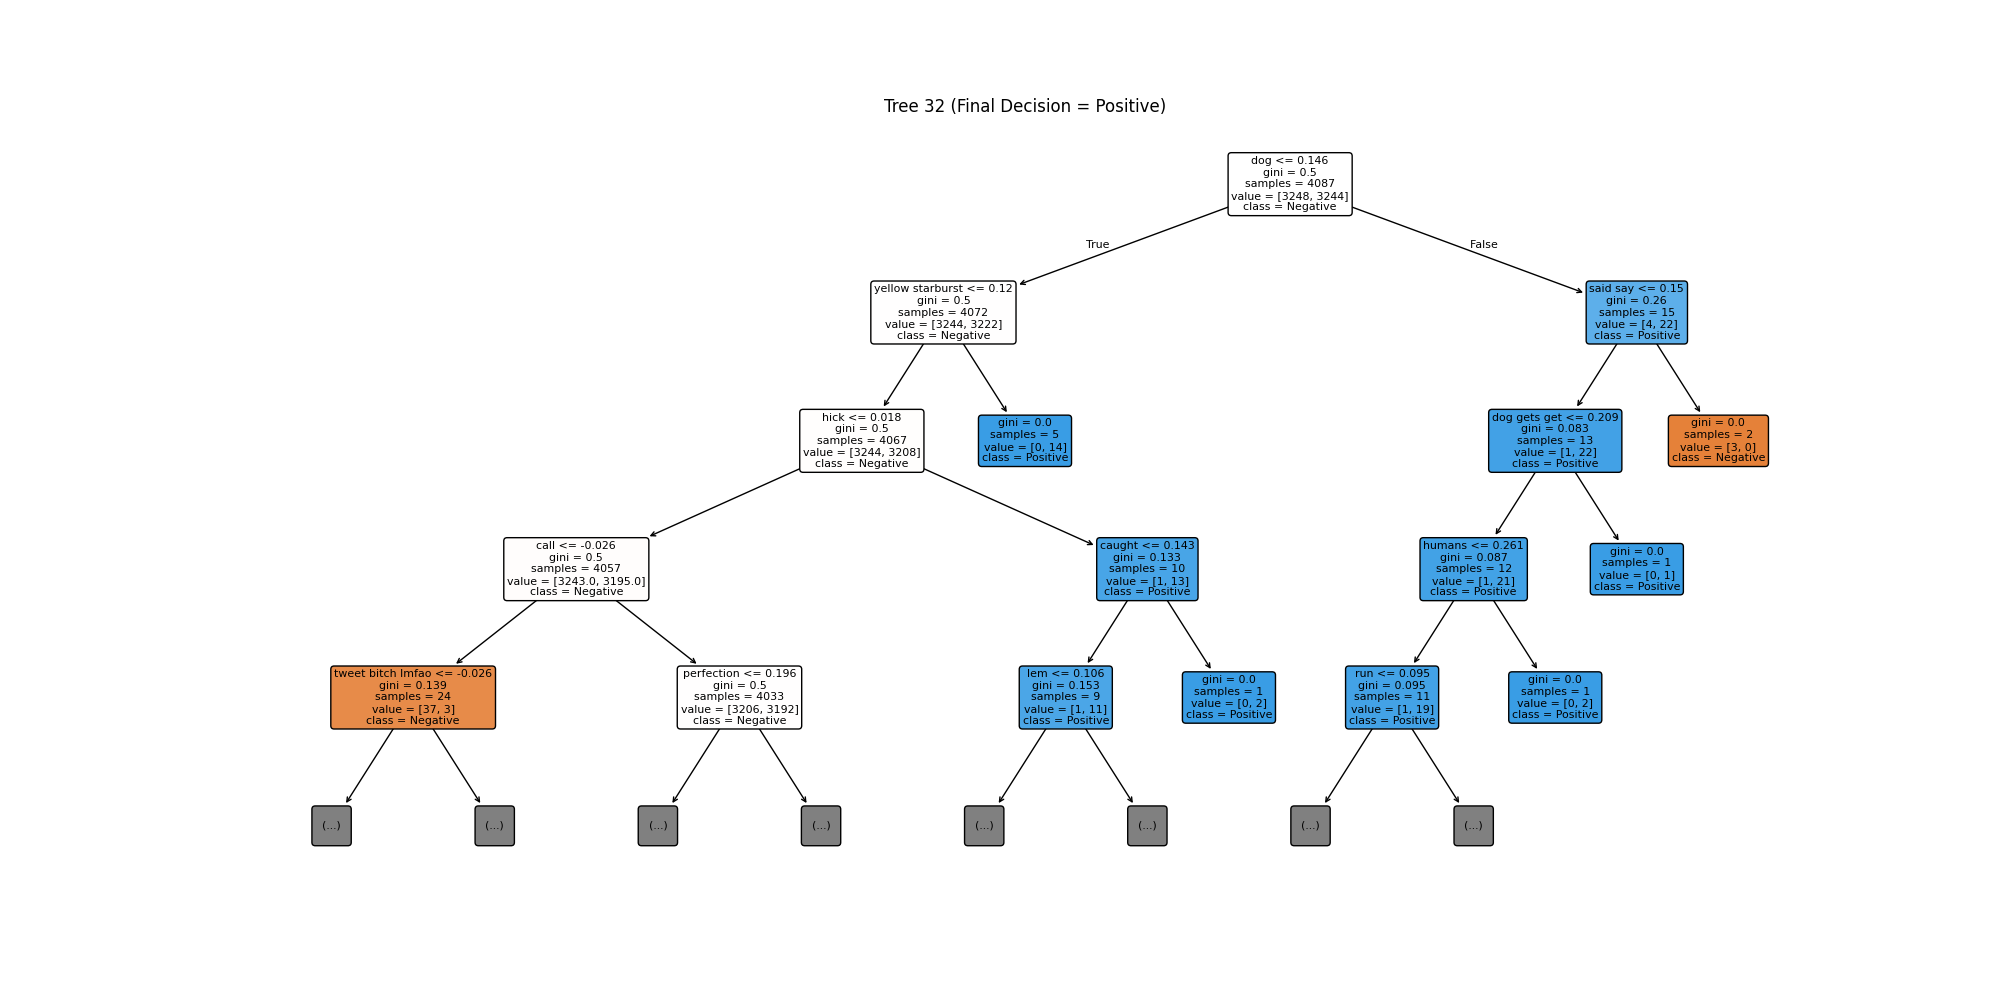 Tree 32 (Final Decision = Positive)
dog <= 0.146
gini = 0.5
samples = 4087
value = [3248, 3244]
class = Negative
True
False
yellow starburst <= 0.12
gini = 0.5
samples = 4072
value = [3244, 3222]
class = Negative
said say <= 0.15
gini = 0.26
samples = 15
value = [4, 22]
class = Positive
hick <= 0.018
gini = 0.5
samples = 4067
value = [3244, 3208]
class = Negative
gini = 0.0
samples = 5
value = [0, 14]
class = Positive
dog gets get <= 0.209
gini = 0.083
samples = 13
value = [1, 22]
class = Positive
gini = 0.0
samples = 2
value = [3, 0]
class = Negative
call <= -0.026
gini = 0.5
samples = 4057
value = [3243.0, 3195.0]
class = Negative
caught <= 0.143
gini = 0.133
samples = 10
value = [1, 13]
class = Positive
humans <= 0.261
gini = 0.087
samples = 12
value = [1, 21]
class = Positive
gini = 0.0
samples = 1
value = [0, 1]
class = Positive
tweet bitch lmfao <= -0.026
gini = 0.139
samples = 24
value = [37, 3]
class = Negative
perfection <= 0.196
gini = 0.5
samples = 4033
value = [3206, 3192]
class = Negative
lem <= 0.106
gini = 0.153
samples = 9
value = [1, 11]
class = Positive
gini = 0.0
samples = 1
value = [0, 2]
class = Positive
run <= 0.095
gini = 0.095
samples = 11
value = [1, 19]
class = Positive
gini = 0.0
samples = 1
value = [0, 2]
class = Positive
(...)
(...)
(...)
(...)
(...)
(...)
(...)
(...)